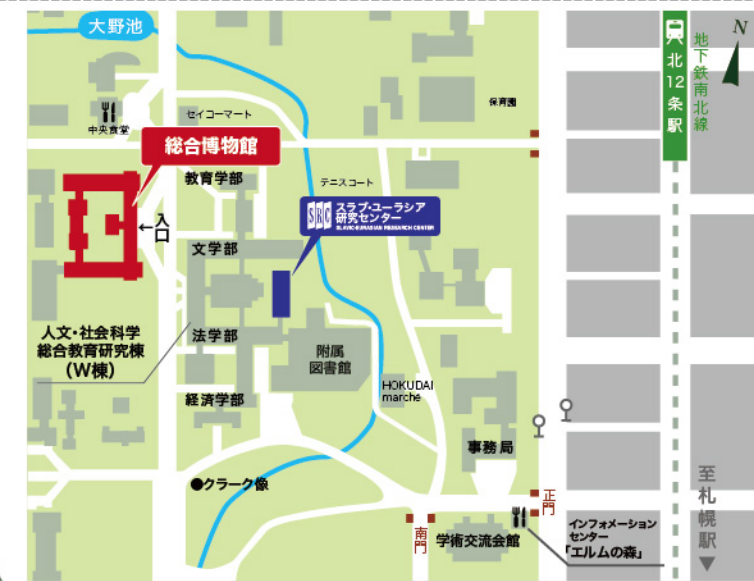 大野池
N
北12条駅
地下鉄南北線
中央食堂
セイコーマート
保育園
総合博物館
教育学部
テニスコート
←入口
SRC
スラブ・ユーラシア
研究センター
SLAVIC-EURASIAN RESEARCH CENTER
文学部
人文・社会科学
総合教育研究棟
(W棟)
法学部
附属
図書館
経済学部
HOKUDAI
marché
事務局
●クラーク像
正門
南門
学術交流会館
インフォメーション
センター
「エルムの森」
至札幌駅▼